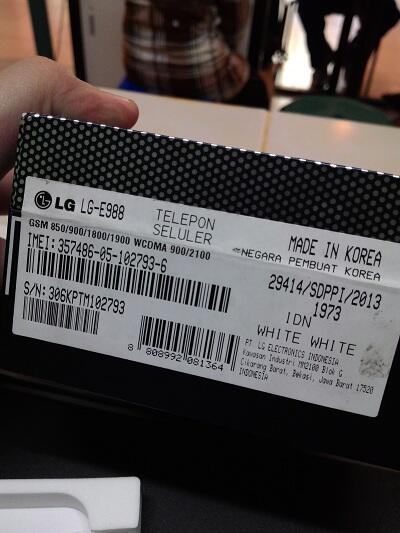 LG LG-E988
TELEPON
SELULER
MADE IN KOREA
NEGARA PEMBUAT KOREA
GSM 850/900/1800/1900 WCDMA 900/2100
IMEI: 357486-05-102793-6
29414/SDPPI/2013
1973
IDN
WHITE WHITE
S/N: 306KPTM102793
8 808992 081364
PT. LG ELECTRONICS INDONESIA
Kawasan Industri MM2100 Blok G
Cikarang Barat, Bekasi, Jawa Barat 17520
INDONESIA